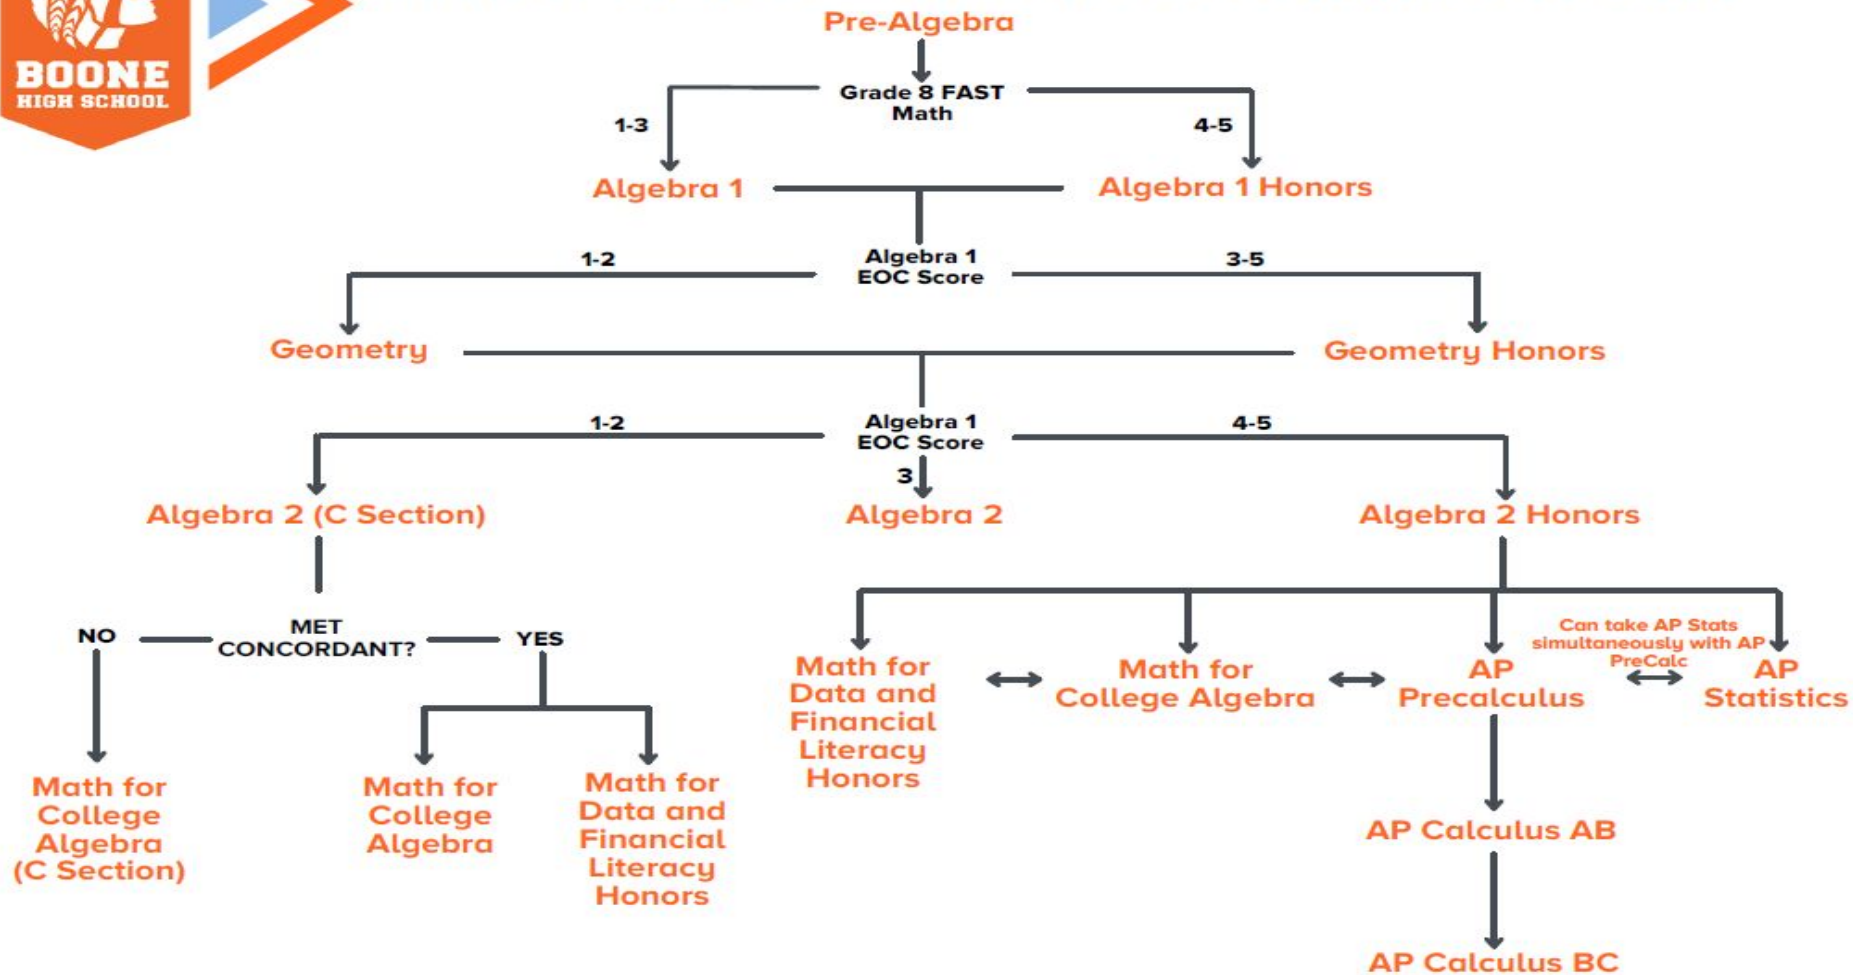 BOONE
HIGH SCHOOL
Pre-Algebra
Grade 8 FAST
Math
1-3
4-5
Algebra 1
Algebra 1 Honors
Algebra 1
EOC Score
1-2
3-5
Geometry
Geometry Honors
Algebra 1
EOC Score
1-2
4-5
3
Algebra 2 (C Section)
Algebra 2
Algebra 2 Honors
MET
CONCORDANT?
NO
YES
Math for
College
Algebra
(C Section)
Math for
College
Algebra
Math for
Data and
Financial
Literacy
Honors
Math for
Data and
Financial
Literacy
Honors
Math for
College Algebra
AP
Precalculus
Can take AP Stats
simultaneously with AP
PreCalc
AP
Statistics
AP Calculus AB
AP Calculus BC